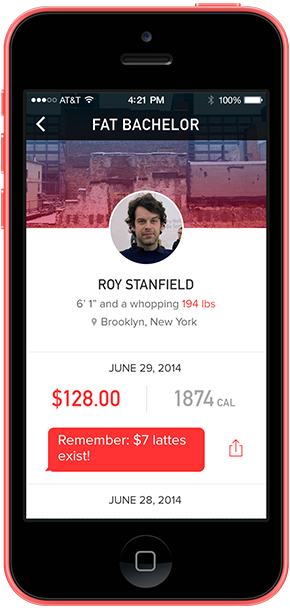 AT&T 4:21 PM 100%
FAT BACHELOR
ROY STANFIELD
6' 1" and a whopping 194 lbs
Brooklyn, New York
JUNE 29, 2014
$128.00 1874 CAL
Remember: $7 lattes
exist!
JUNE 28, 2014